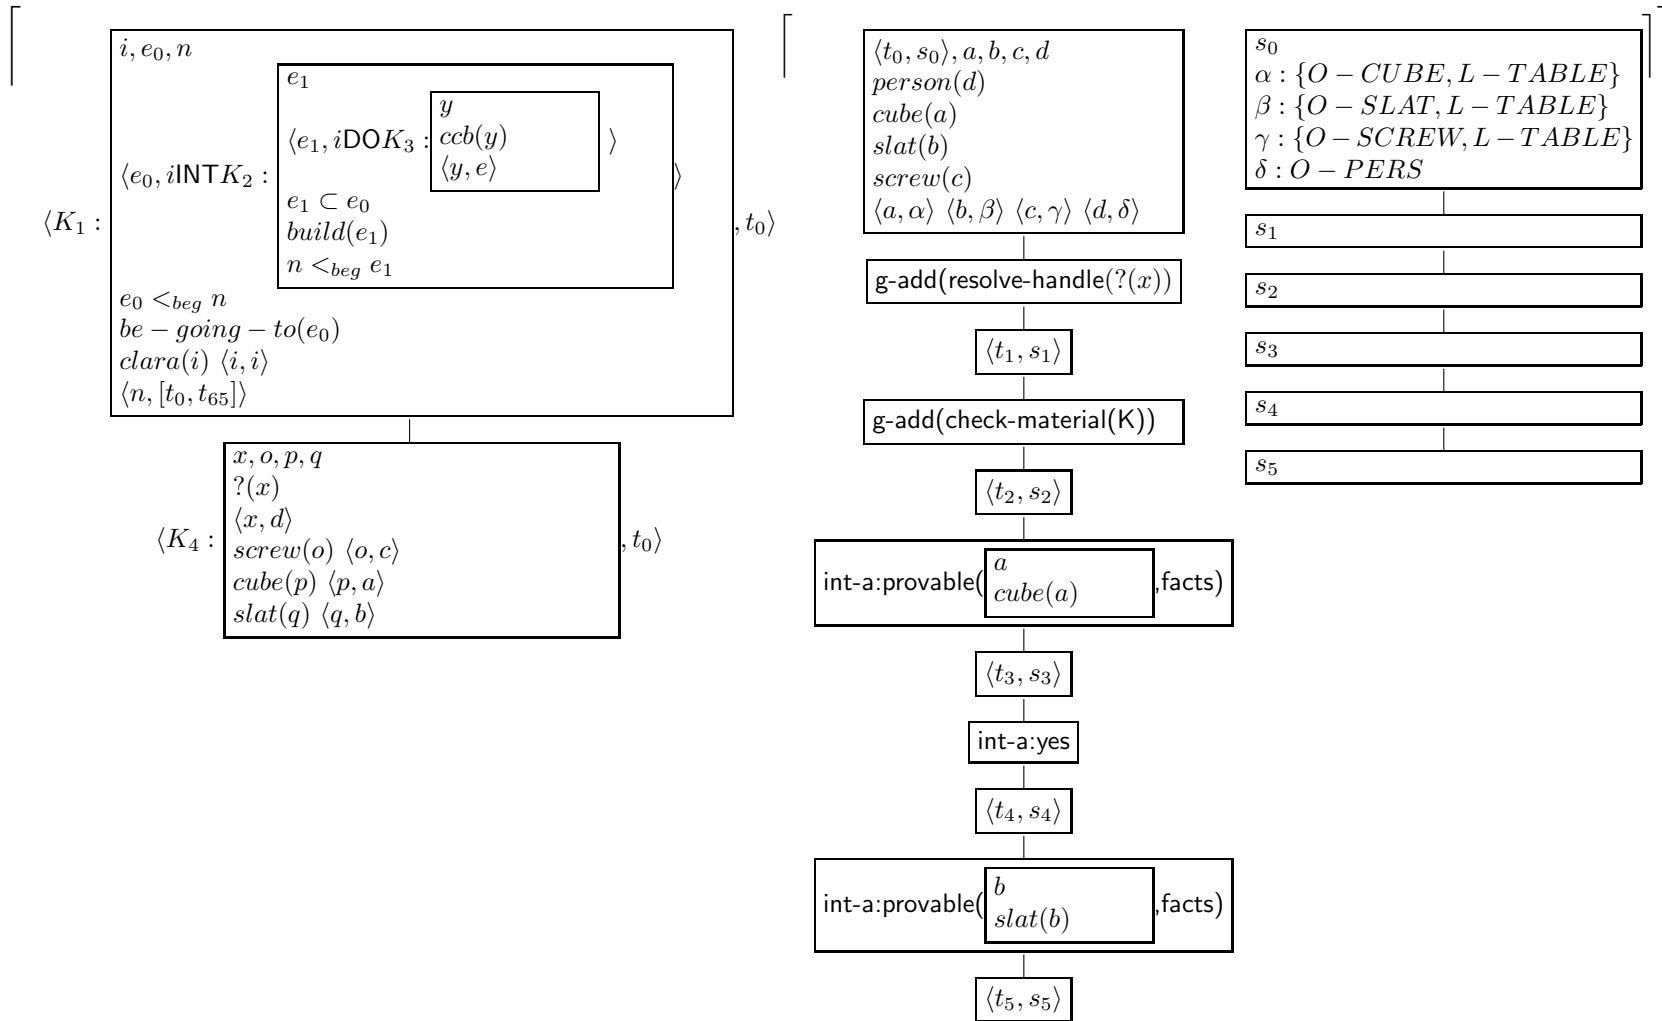 ⟨K₁ :
i, e₀, n
⟨e₀, iINTK₂ :
e₁
⟨e₁, iDOK₃ :
y
ccb(y)
⟨y, e⟩
⟩
e₁ ⊂ e₀
build(e₁)
n <_beg e₁
⟩
e₀ <_beg n
be − going − to(e₀)
clara(i) ⟨i, i⟩
⟨n, [t₀, t₆₅]⟩
, t₀⟩
⟨K₄ :
x, o, p, q
?(x)
⟨x, d⟩
screw(o) ⟨o, c⟩
cube(p) ⟨p, a⟩
slat(q) ⟨q, b⟩
, t₀⟩
⟨t₀, s₀⟩, a, b, c, d
person(d)
cube(a)
slat(b)
screw(c)
⟨a, α⟩ ⟨b, β⟩ ⟨c, γ⟩ ⟨d, δ⟩
g-add(resolve-handle(?(x))
⟨t₁, s₁⟩
g-add(check-material(K))
⟨t₂, s₂⟩
int-a:provable(
a
cube(a)
,facts)
⟨t₃, s₃⟩
int-a:yes
⟨t₄, s₄⟩
int-a:provable(
b
slat(b)
,facts)
⟨t₅, s₅⟩
s₀
α : {O − CUBE, L − TABLE}
β : {O − SLAT, L − TABLE}
γ : {O − SCREW, L − TABLE}
δ : O − PERS
s₁
s₂
s₃
s₄
s₅